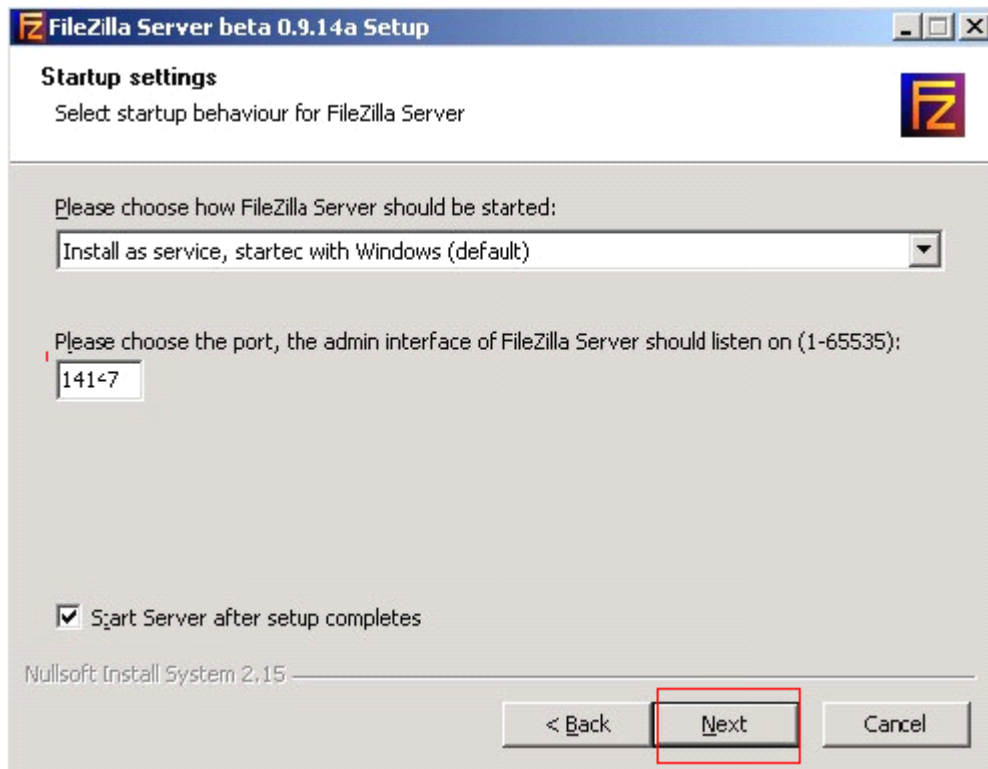 FileZilla Server beta 0.9.14a Setup
Startup settings
Select startup behaviour for FileZilla Server
FZ
Please choose how FileZilla Server should be started:
Install as service, startec with Windows (default)
Please choose the port, the admin interface of FileZilla Server should listen on (1-65535):
14147
Start Server after setup completes
Nullsoft Install System 2.15
< Back
Next
Cancel